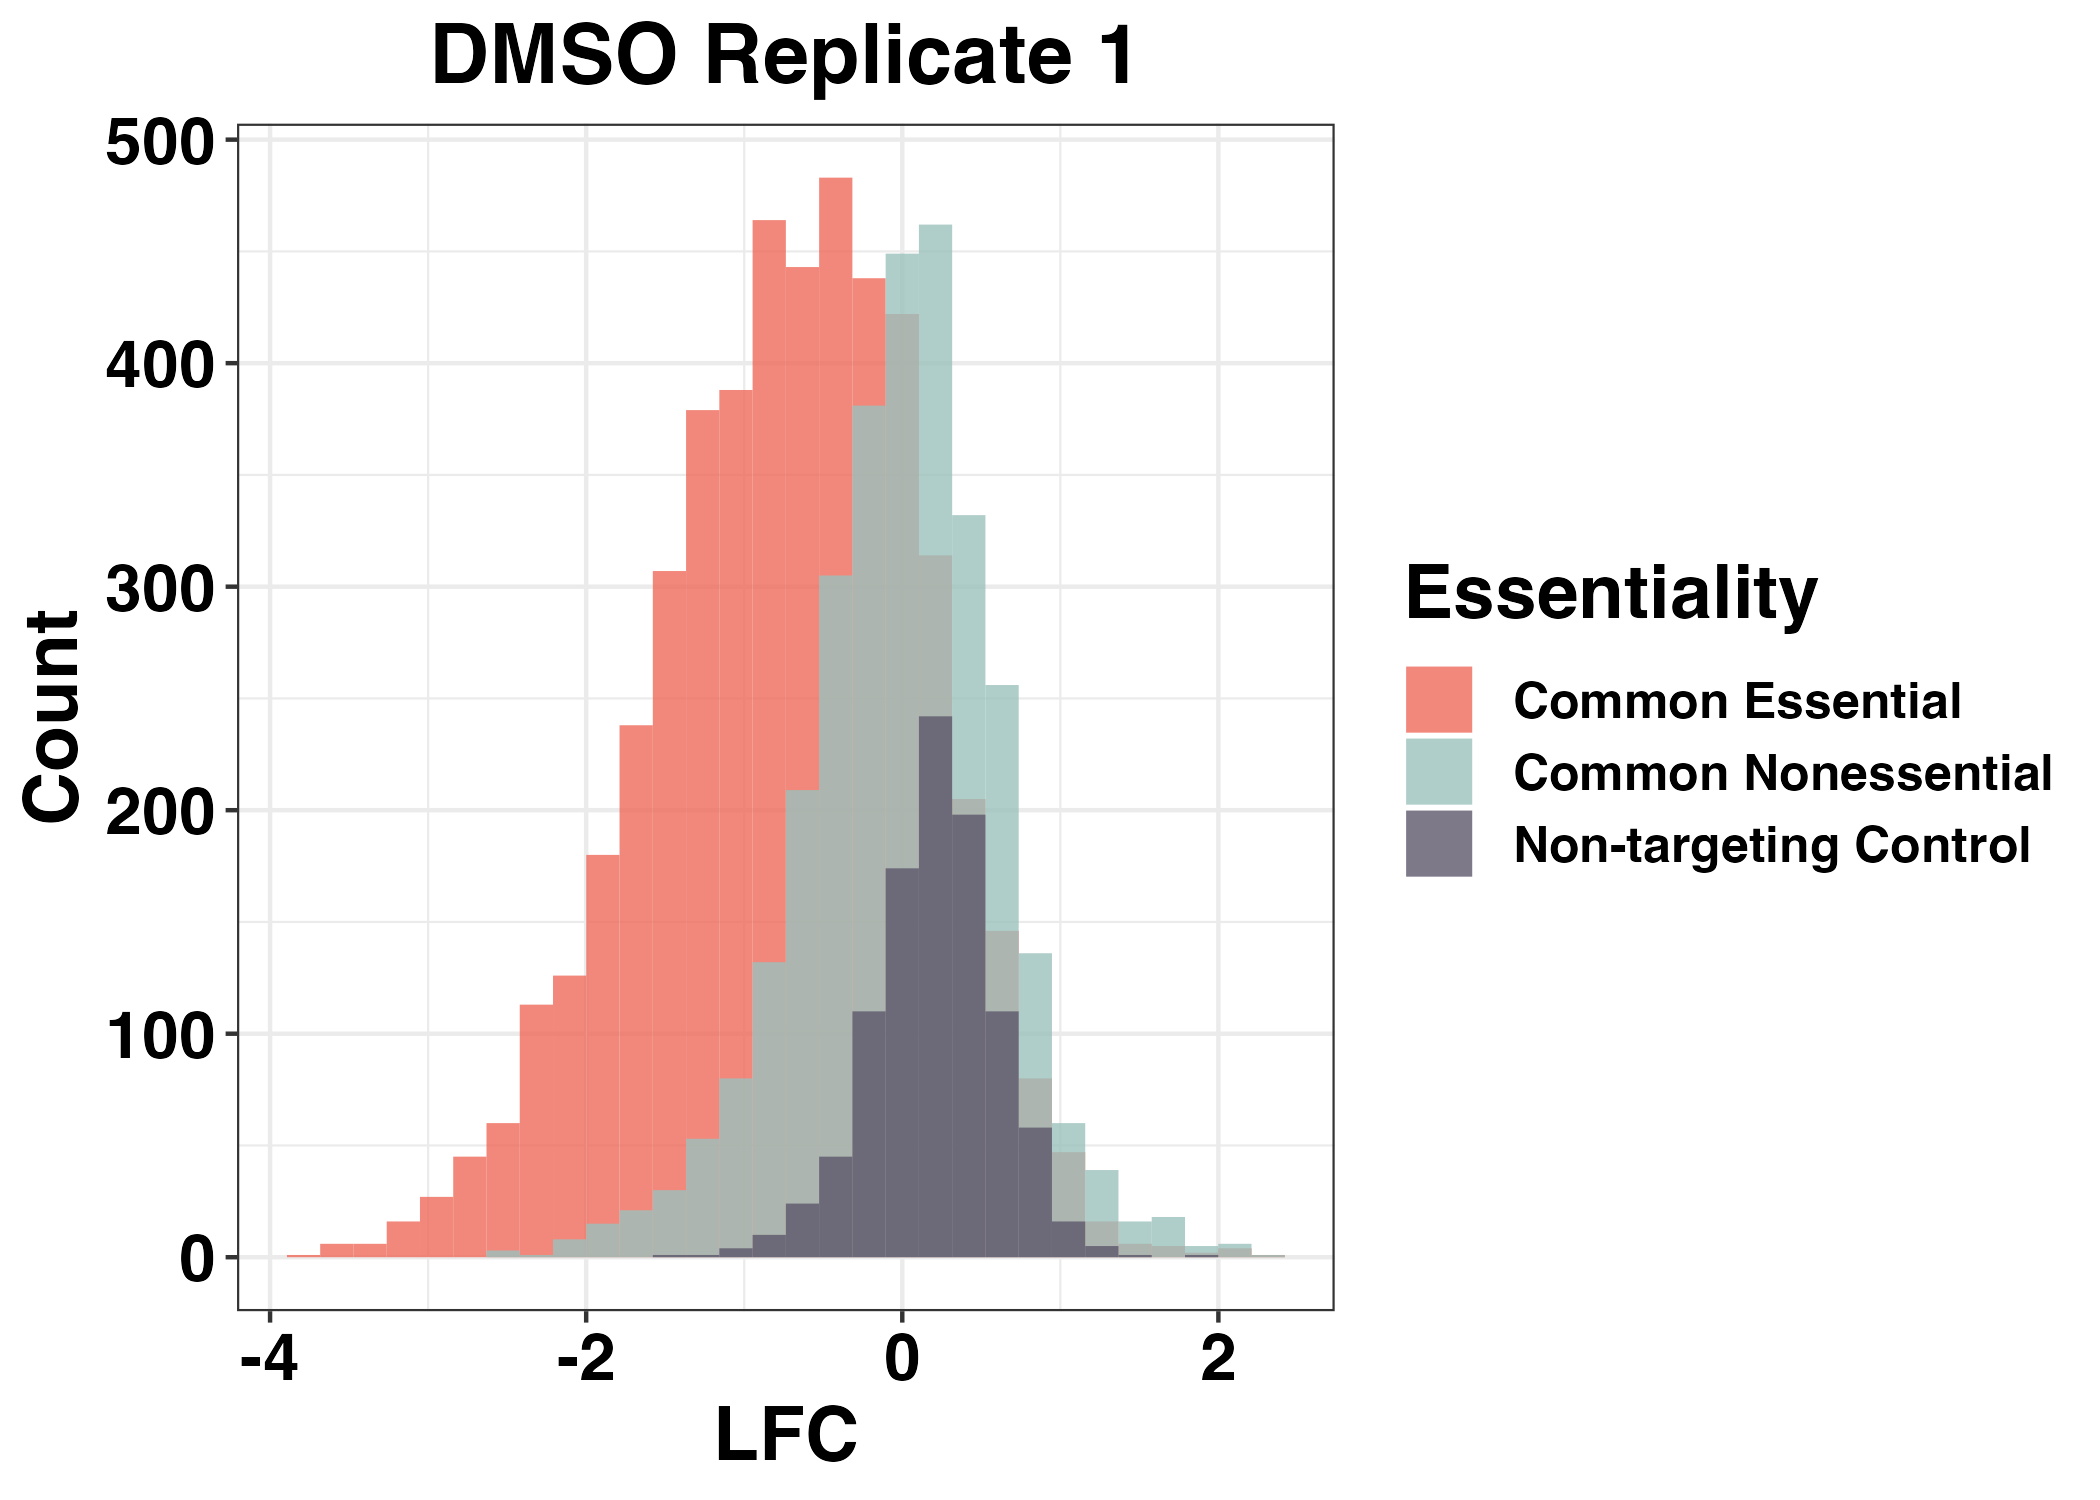 DMSO Replicate 1
500
400
300
200
100
0
Count
-4
-2
0
2
LFC
Essentiality
Common Essential
Common Nonessential
Non-targeting Control